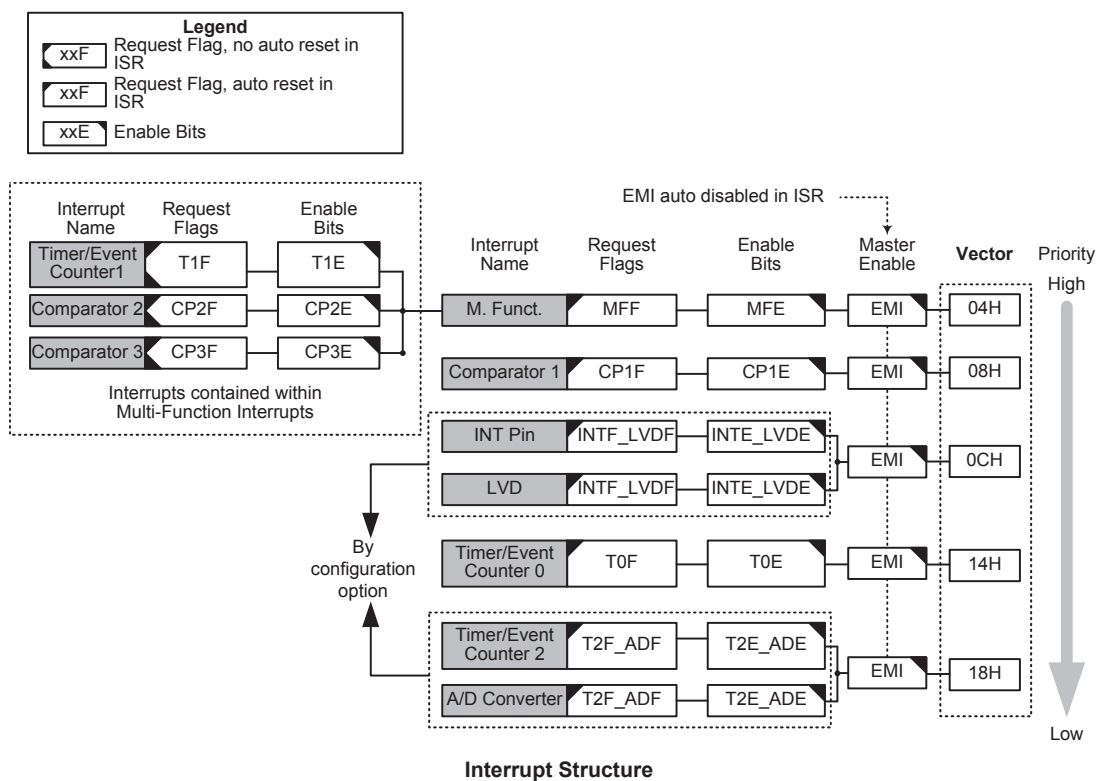 Legend
xxF Request Flag, no auto reset in
ISR
xxF Request Flag, auto reset in
ISR
xxE Enable Bits
Interrupt
Name
Request
Flags
Enable
Bits
Timer/Event
Counter1
T1F
T1E
Comparator 2
CP2F
CP2E
Comparator 3
CP3F
CP3E
Interrupts contained within
Multi-Function Interrupts
EMI auto disabled in ISR
Interrupt
Name
Request
Flags
Enable
Bits
Master
Enable
Vector
Priority
High
M. Funct.
MFF
MFE
EMI
04H
Comparator 1
CP1F
CP1E
EMI
08H
INT Pin
INTF_LVDF
INTE_LVDE
EMI
0CH
LVD
INTF_LVDF
INTE_LVDE
By
configuration
option
Timer/Event
Counter 0
T0F
T0E
EMI
14H
Timer/Event
Counter 2
T2F_ADF
T2E_ADE
EMI
18H
A/D Converter
T2F_ADF
T2E_ADE
Low
Interrupt Structure